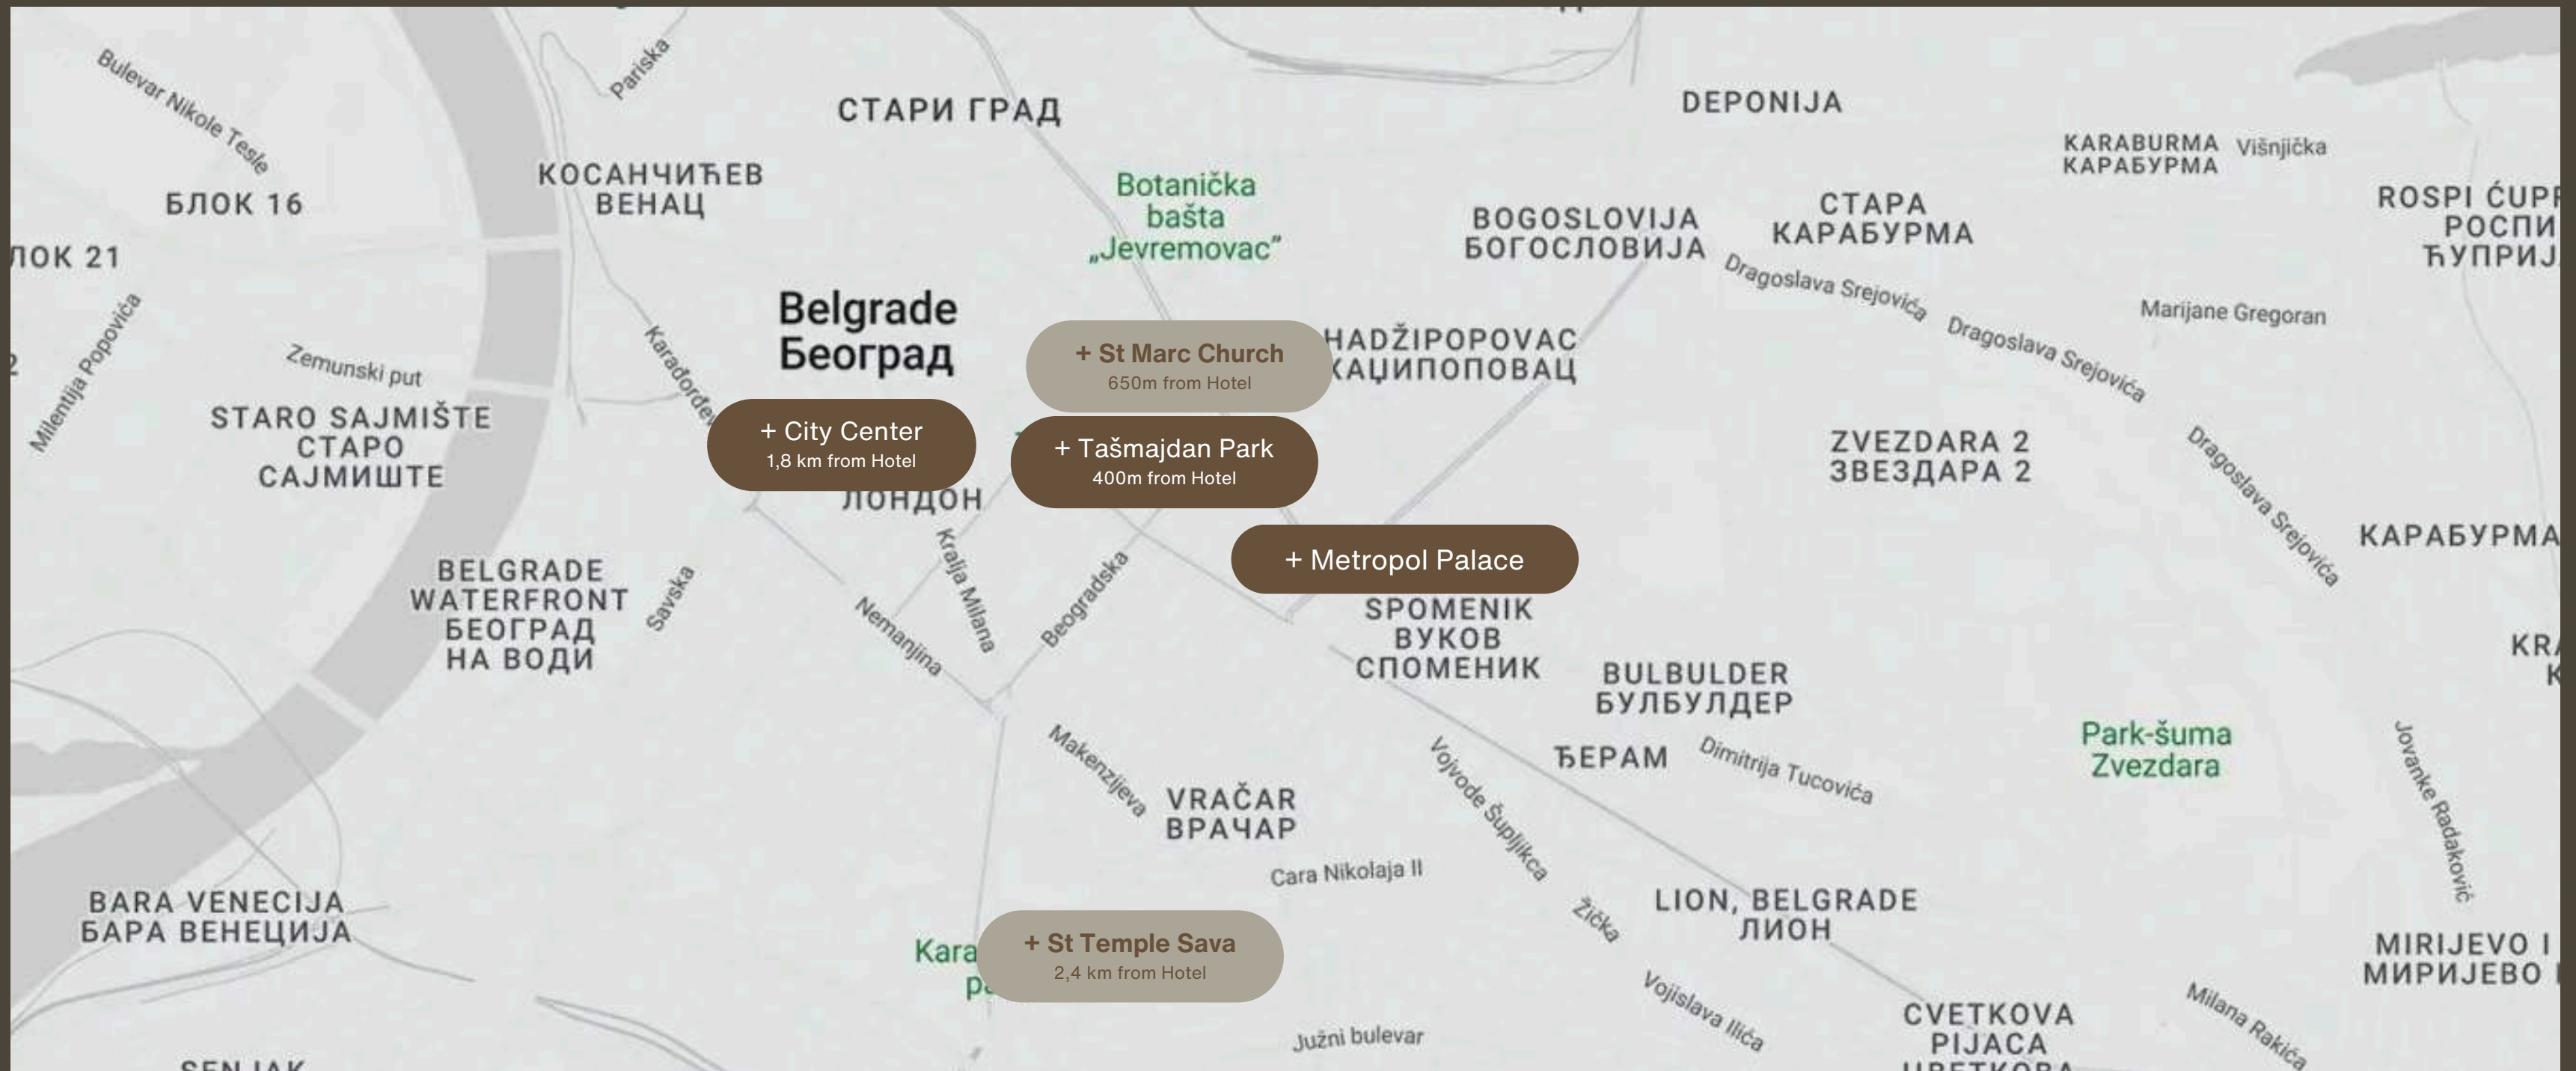 Bulevar Nikole Tesle
Pariska
СТАРИ ГРАД
DEPONIJA
KARABURMA
КАРАБУРМА
Višnjička
КОСАНЧИЋЕВ
ВЕНАЦ
БЛОК 16
Botanička
bašta
„Jevremovac”
BOGOSLOVIJA
БОГОСЛОВИЈА
СТАРА
КАРАБУРМА
ROSPI ĆUPR
РОСПИ
ЋУПРИЈ
ЛОК 21
Dragoslava Srejovića
Milentija Popovića
Belgrade
Београд
Marijane Gregoran
Dragoslava Srejovića
Zemunski put
Karađorđev
+ St Marc Church
650m from Hotel
HADŽIPOPOVAC
ХАЏИПОПОВАЦ
STARO SAJMIŠTE
СТАРО
САЈМИШТЕ
+ City Center
1,8 km from Hotel
ЛОНДОН
+ Tašmajdan Park
400m from Hotel
ZVEZDARA 2
ЗВЕЗДАРА 2
Dragoslava Srejovića
КАРАБУРМА
+ Metropol Palace
BELGRADE
WATERFRONT
БЕОГРАД
НА ВОДИ
Savska
Nemanjina
Kralja Milana
Beogradska
SPOMENIK
ВУКОВ
СПОМЕНИК
BULBULDER
БУЛБУЛДЕР
KRA
К
Makenzijeva
Vojvode Šupljikca
ЂЕРАМ
Dimitrija Tucovića
Park-šuma
Zvezdara
Jovanke Radaković
VRAČAR
ВРАЧАР
Cara Nikolaja II
Žička
LION, BELGRADE
ЛИОН
BARA VENECIJA
БАРА ВЕНЕЦИЈА
Kara
pa
+ St Temple Sava
2,4 km from Hotel
MIRIJEVO I
МИРИЈЕВО I
Vojislava Ilića
Milana Rakića
CVETKOVA
PIJACA
ЦВЕТКОВА
Južni bulevar
SENJAK